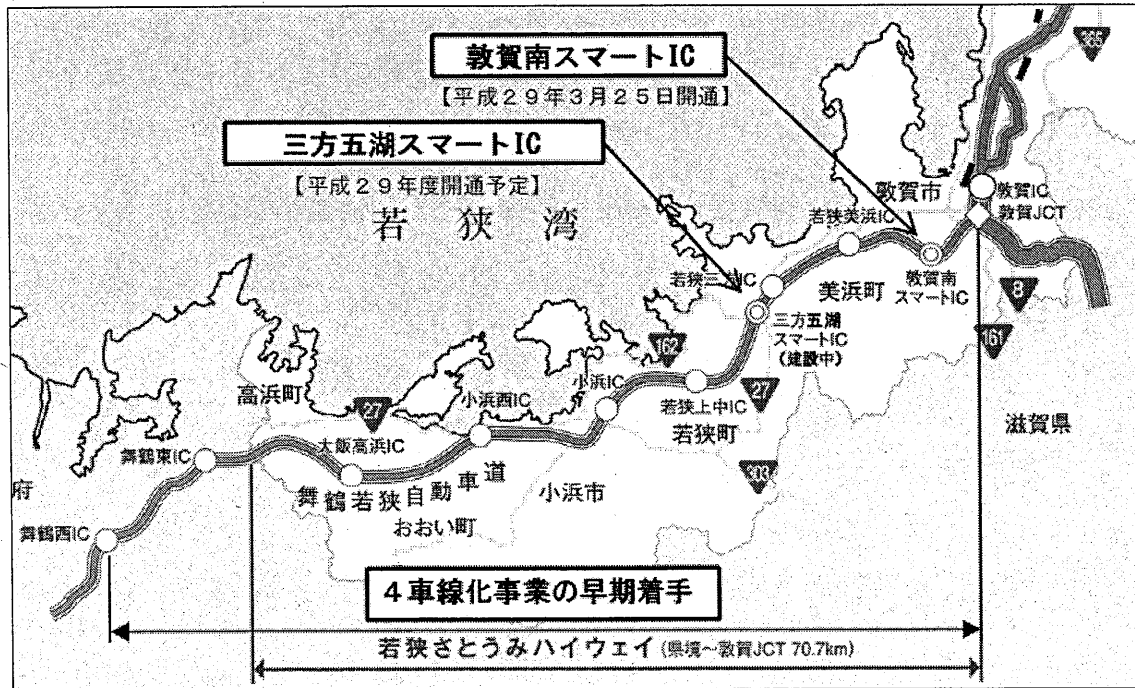 敦賀南スマートIC
【平成29年3月25日開通】
365
三方五湖スマートIC
【平成29年度開通予定】
若狭湾
敦賀市
敦賀IC
敦賀JCT
若狭美浜IC
敦賀南
スマートIC
8
美浜町
161
三方五湖
スマートIC
(建設中)
162
小浜IC
若狭上中IC
27
若狭町
滋賀県
303
高浜町
27
小浜西IC
大飯高浜IC
舞鶴東IC
舞鶴若狭自動車道
小浜市
おおい町
府
舞鶴西IC
4車線化事業の早期着手
若狭さとうみハイウェイ(県境～敦賀JCT 70.7km)